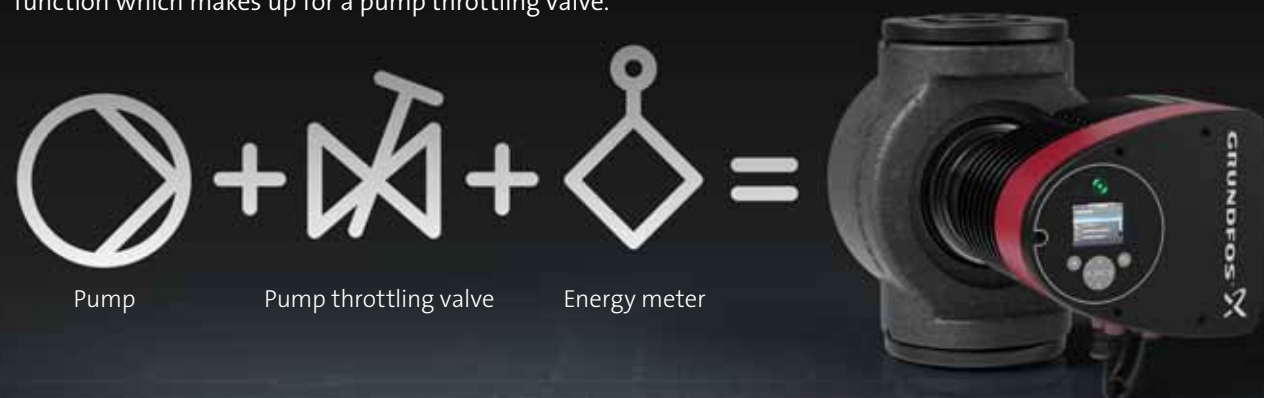 function which makes up for a pump throttling valve.
Pump
Pump throttling valve
Energy meter
GRUNDFOS